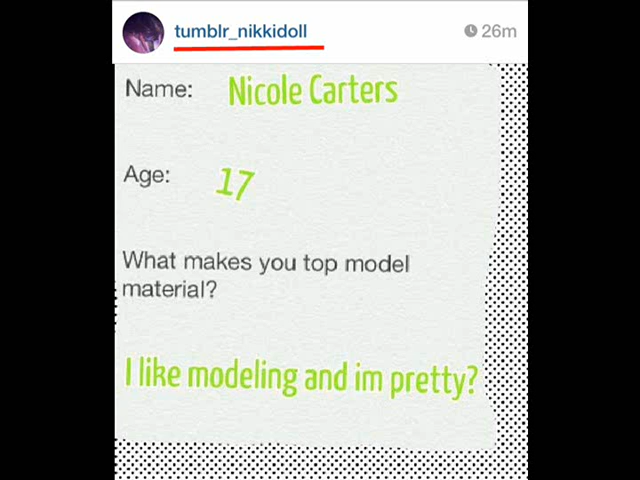 tumblr_nikkidoll
26m
Name: Nicole Carters
Age: 17
What makes you top model
material?
I like modeling and im pretty?